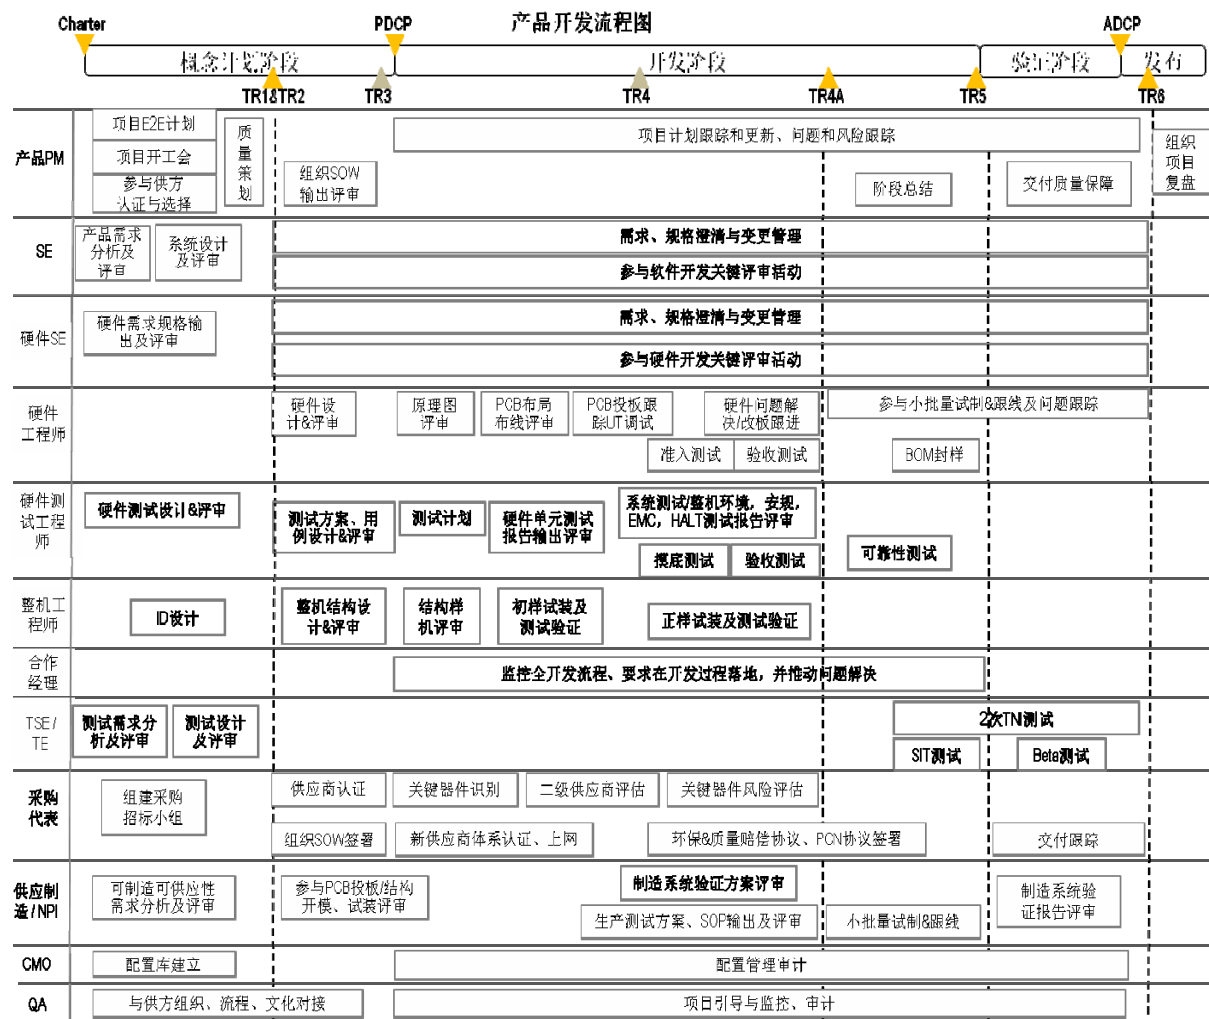 产品开发流程图
Charter
PDCP
ADCP
概念计划阶段
开发阶段
验证阶段
发布
TR1&TR2
TR3
TR4
TR4A
TR5
TR6
产品PM
项目E2E计划
项目开工会
参与供方
认证与选择
质
量
策
划
组织SOW
输出评审
项目计划跟踪和更新、问题和风险跟踪
阶段总结
交付质量保障
组织
项目
复盘
SE
产品需求
分析及
评审
系统设计
及评审
需求、规格澄清与变更管理
参与软件开发关键评审活动
硬件SE
硬件需求规格输
出及评审
需求、规格澄清与变更管理
参与硬件开发关键评审活动
硬件
工程师
硬件设
计&评审
原理图
评审
PCB布局
布线评审
PCB投板跟
踪UT调试
硬件问题解
决/改板跟进
准入测试
验收测试
参与小批量试制&跟线及问题跟踪
BOM封样
硬件测
试工程
师
硬件测试设计&评审
测试方案、用
例设计&评审
测试计划
硬件单元测试
报告输出评审
系统测试/整机环境，安规，
EMC，HALT测试报告评审
摸底测试
验收测试
可靠性测试
整机工
程师
ID设计
整机结构设
计&评审
结构样
机评审
初样试装及
测试验证
正样试装及测试验证
合作
经理
监控企开发流程、要求在开发过程落地，并推动问题解决
TSE/
TE
测试需求分
析及评审
测试设计
及评审
2次TNI测试
SIT测试
Beta测试
采购
代表
组建采购
招标小组
供应商认证
关键器件识别
二级供应商评估
关键器件风险评估
组织SOW签署
新供应商体系认证、上网
环保&质量赔偿协议、PCN协议签署
交付跟踪
供应制
造/NPI
可制造可供应性
需求分析及评审
参与PCB投板/结构
开模、试装评审
制造系统验证方案评审
生产测试方案、SOP输出及评审
小批量试制&跟线
制造系统验
证报告评审
CMO
配置库建立
配置管理审计
QA
与供方组织、流程、文化对接
项目引导与监控、审计